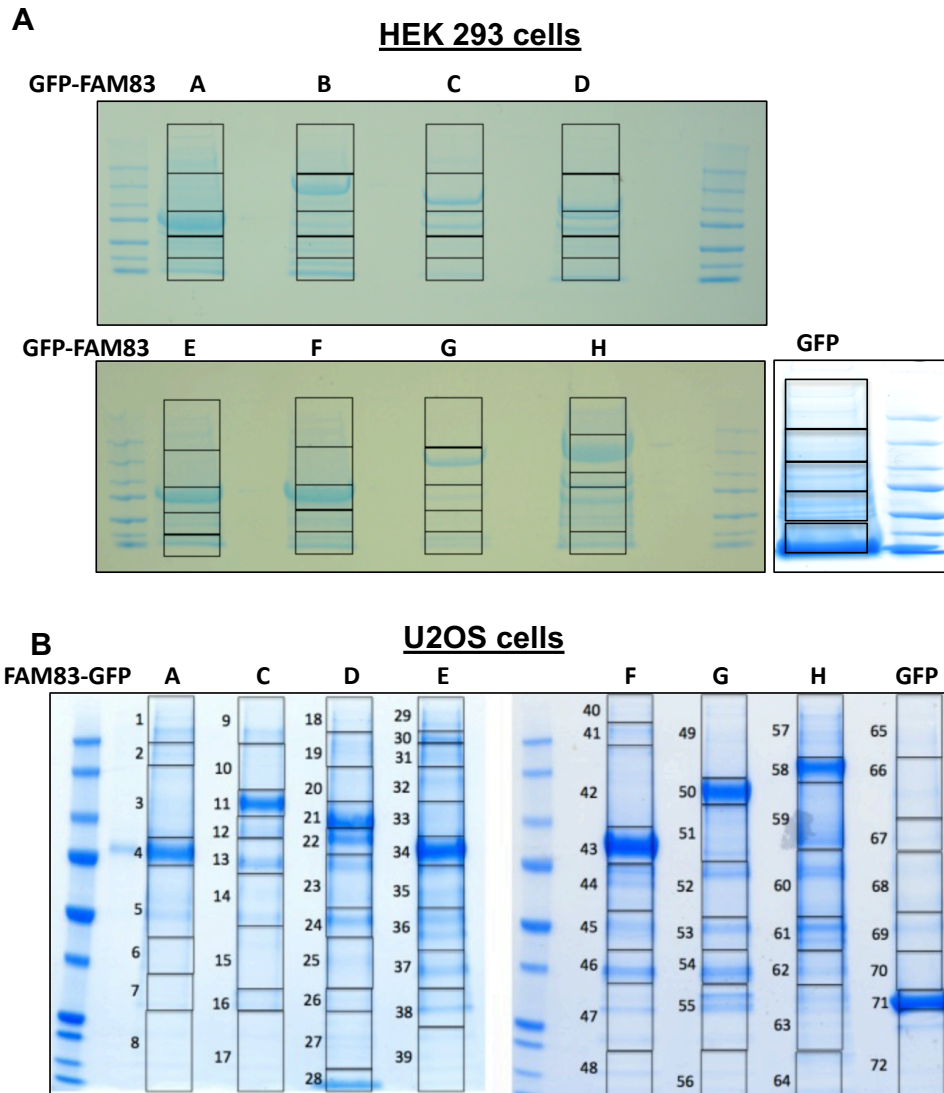 A
HEK 293 cells
GFP-FAM83 A B C D
GFP-FAM83 E F G H GFP
B
U2OS cells
FAM83-GFP A C D E F G H GFP
1 9 18 29 40 49 57 65
2 10 19 30 41 50 58 66
3 11 20 31 42 51 59 67
4 12 21 32 43 52 60 68
5 13 22 33 44 53 61 69
6 14 23 34 45 54 62 70
7 15 24 35 46 55 63 71
8 16 25 36 47 56 64 72
17 26 37 48
27 38
28 39